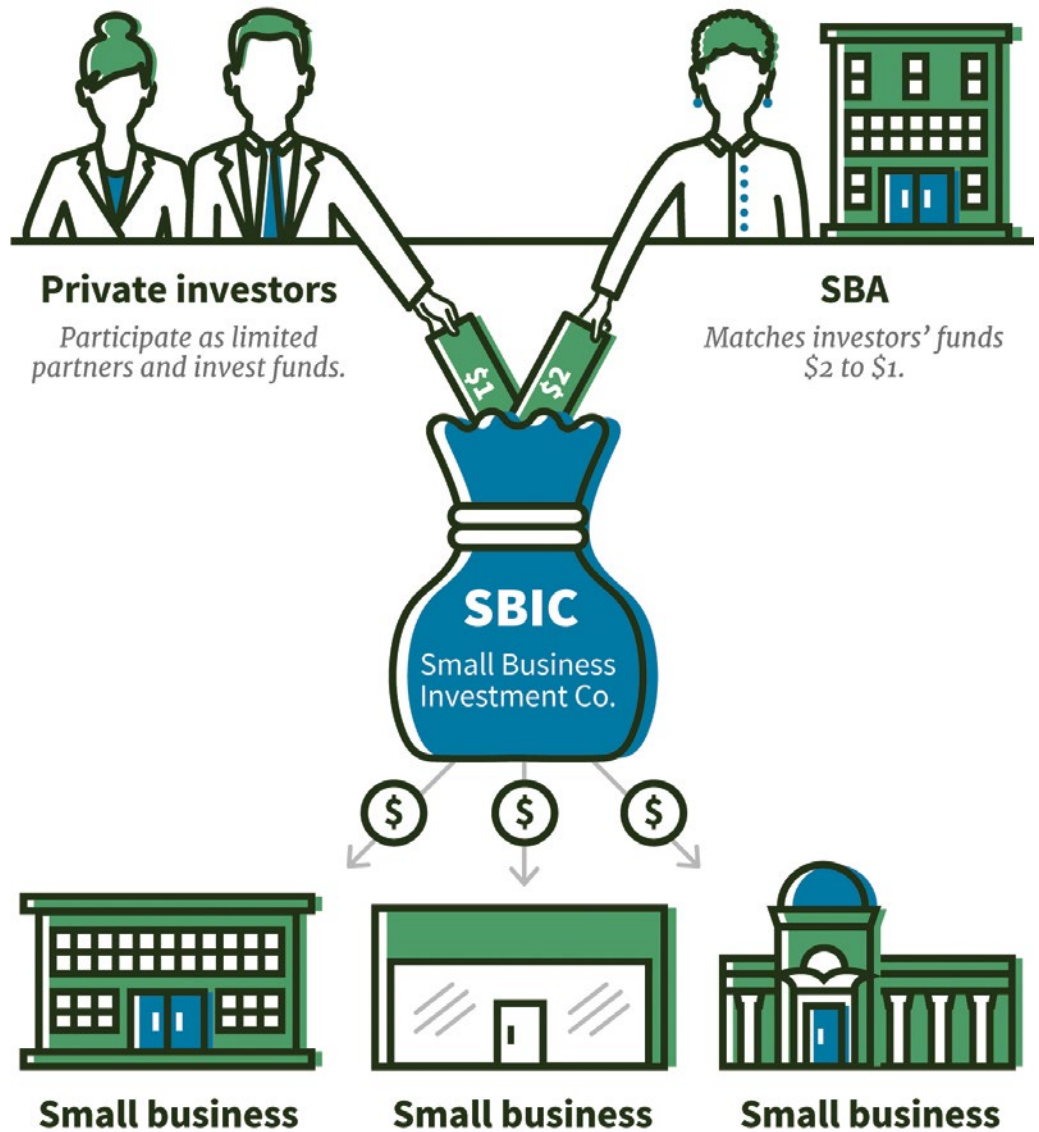 Private investors
Participate as limited
partners and invest funds.
SBA
Matches investors’ funds
$2 to $1.
$1
$2
SBIC
Small Business
Investment Co.
$
$
$
Small business
Small business
Small business